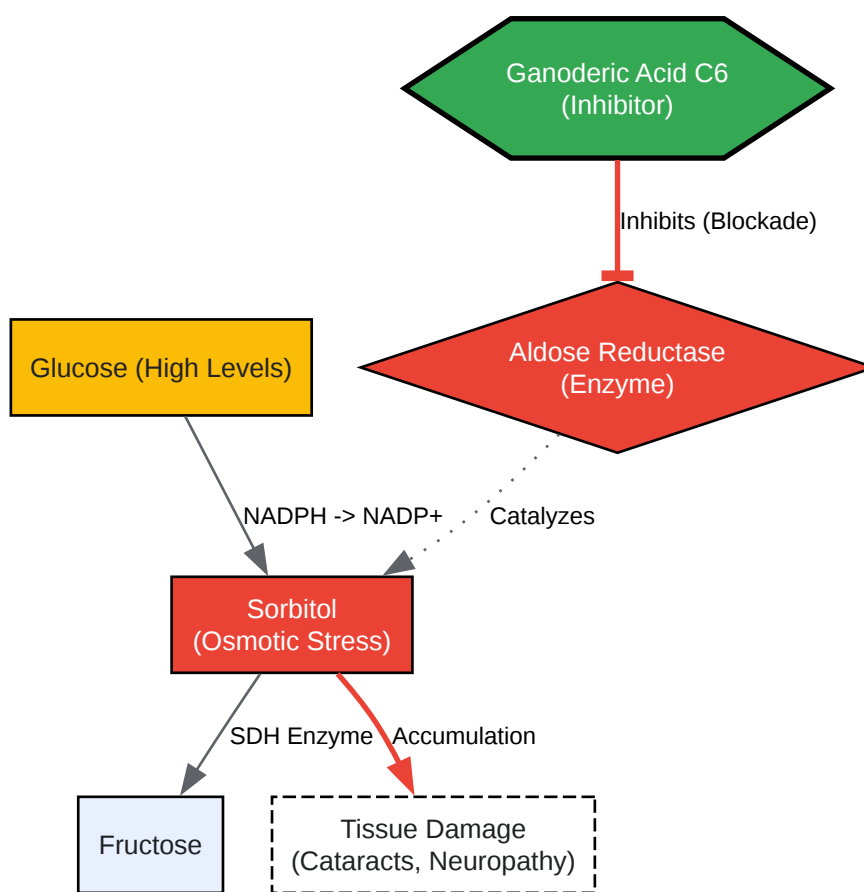 Ganoderic Acid C6
(Inhibitor)
Inhibits (Blockade)
Glucose (High Levels)
Aldose Reductase
(Enzyme)
NADPH -> NADP+
Catalyzes
Sorbitol
(Osmotic Stress)
SDH Enzyme
Accumulation
Fructose
Tissue Damage
(Cataracts, Neuropathy)